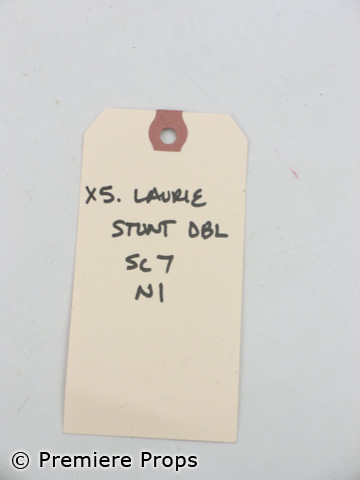 X5. LAURIE
STUNT DBL
SC 7
N1
© Premiere Props